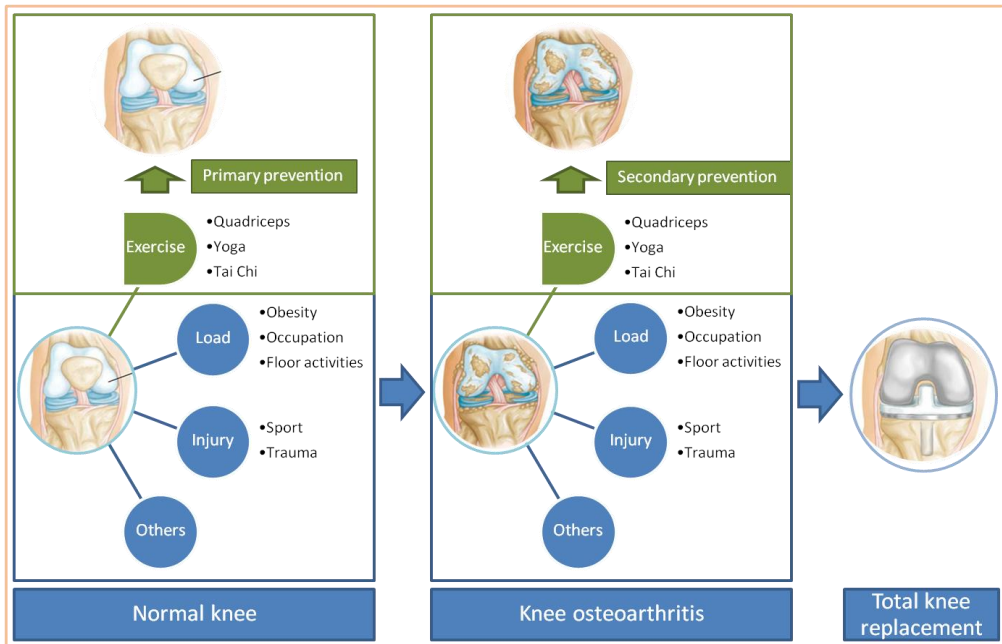 Primary prevention
Exercise
•Quadriceps
•Yoga
•Tai Chi
Load
•Obesity
•Occupation
•Floor activities
Injury
•Sport
•Trauma
Others
Normal knee
Secondary prevention
Exercise
•Quadriceps
•Yoga
•Tai Chi
Load
•Obesity
•Occupation
•Floor activities
Injury
•Sport
•Trauma
Others
Knee osteoarthritis
Total knee
replacement